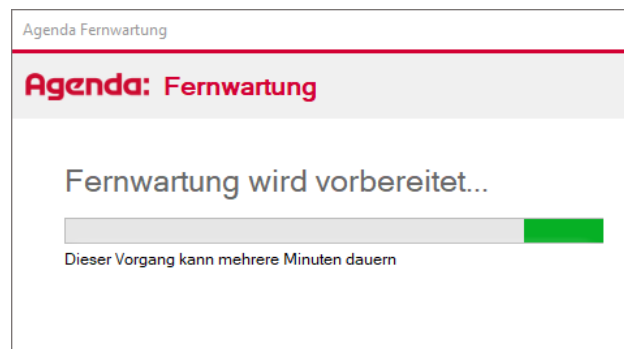 Agenda Fernwartung
Agenda: Fernwartung
Fernwartung wird vorbereitet...
Dieser Vorgang kann mehrere Minuten dauern